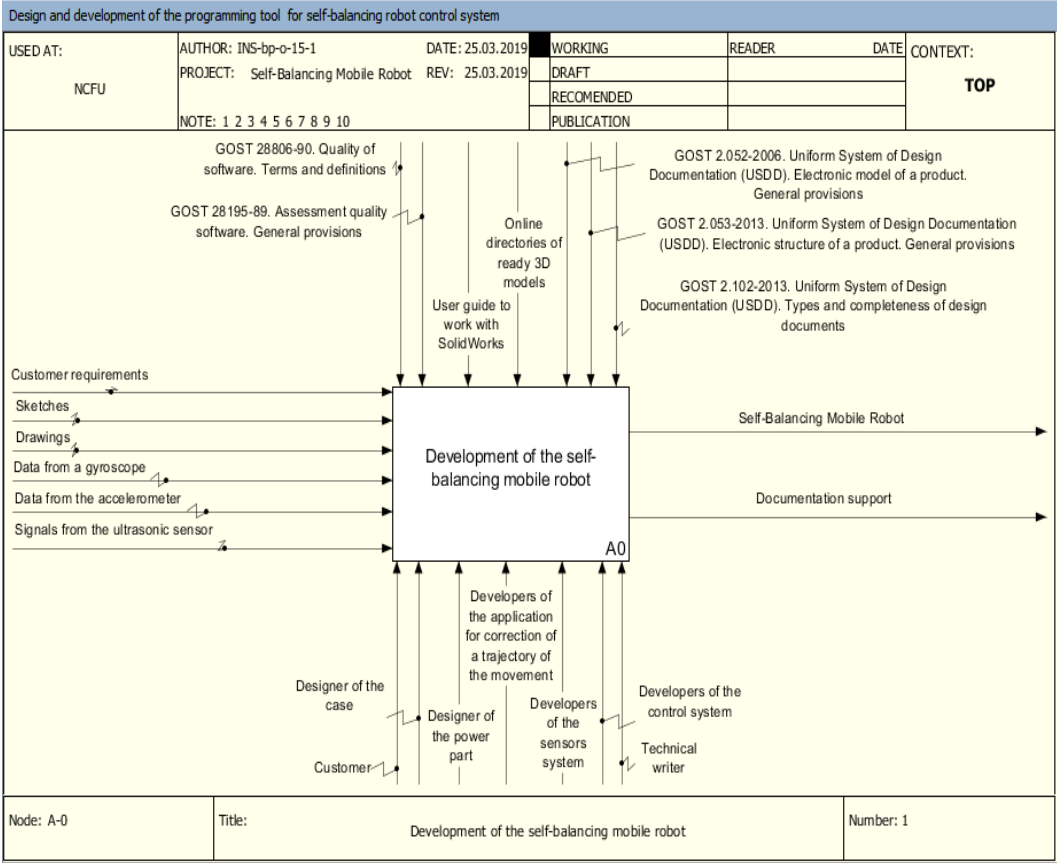 Design and development of the programming tool for self-balancing robot control system
USED AT:
NCFU
AUTHOR: INS-bp-o-15-1
DATE: 25.03.2019
PROJECT: Self-Balancing Mobile Robot
REV: 25.03.2019
NOTE: 1 2 3 4 5 6 7 8 9 10
WORKING
DRAFT
RECOMENDED
PUBLICATION
READER
DATE
CONTEXT:
TOP
GOST 28806-90. Quality of
software. Terms and definitions
GOST 28195-89. Assessment quality
software. General provisions
User guide to
work with
SolidWorks
Online
directories of
ready 3D
models
GOST 2.052-2006. Uniform System of Design
Documentation (USDD). Electronic model of a product.
General provisions
GOST 2.053-2013. Uniform System of Design Documentation
(USDD). Electronic structure of a product. General provisions
GOST 2.102-2013. Uniform System of Design
Documentation (USDD). Types and completeness of design
documents
Customer requirements
Sketches
Drawings
Data from a gyroscope
Data from the accelerometer
Signals from the ultrasonic sensor
Development of the self-
balancing mobile robot
A0
Self-Balancing Mobile Robot
Documentation support
Customer
Designer of the
case
Designer of
the power
part
Developers of
the application
for correction of
a trajectory of
the movement
Developers
of the
sensors
system
Developers of the
control system
Technical
writer
Node: A-0
Title:
Development of the self-balancing mobile robot
Number: 1